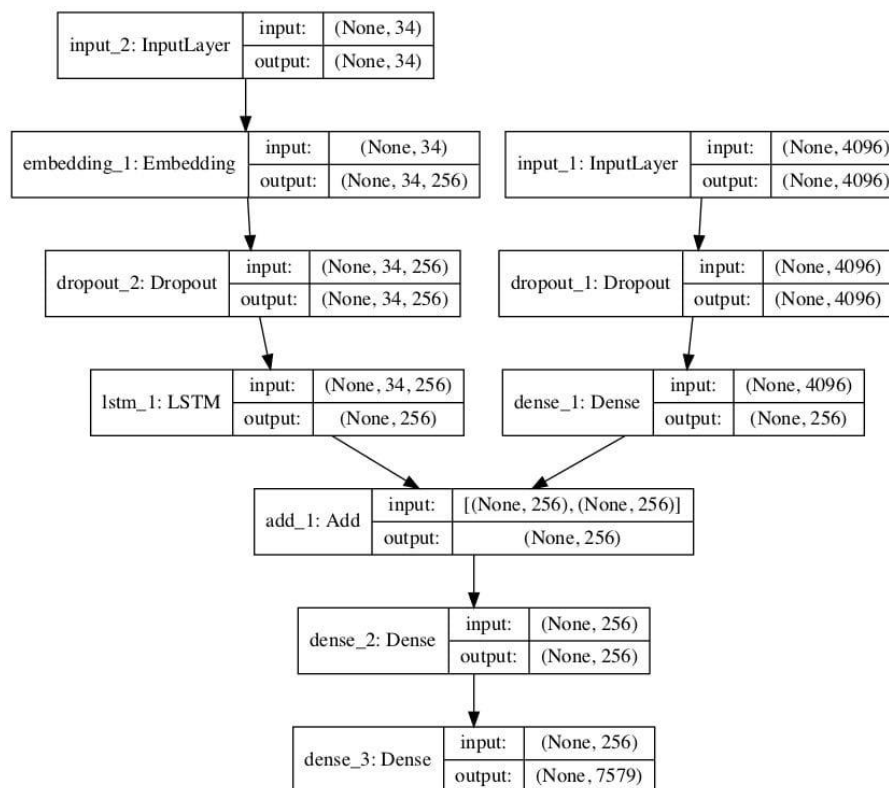 input_2: InputLayer
input: (None, 34)
output: (None, 34)
embedding_1: Embedding
input: (None, 34)
output: (None, 34, 256)
input_1: InputLayer
input: (None, 4096)
output: (None, 4096)
dropout_2: Dropout
input: (None, 34, 256)
output: (None, 34, 256)
dropout_1: Dropout
input: (None, 4096)
output: (None, 4096)
lstm_1: LSTM
input: (None, 34, 256)
output: (None, 256)
dense_1: Dense
input: (None, 4096)
output: (None, 256)
add_1: Add
input: [(None, 256), (None, 256)]
output: (None, 256)
dense_2: Dense
input: (None, 256)
output: (None, 256)
dense_3: Dense
input: (None, 256)
output: (None, 7579)